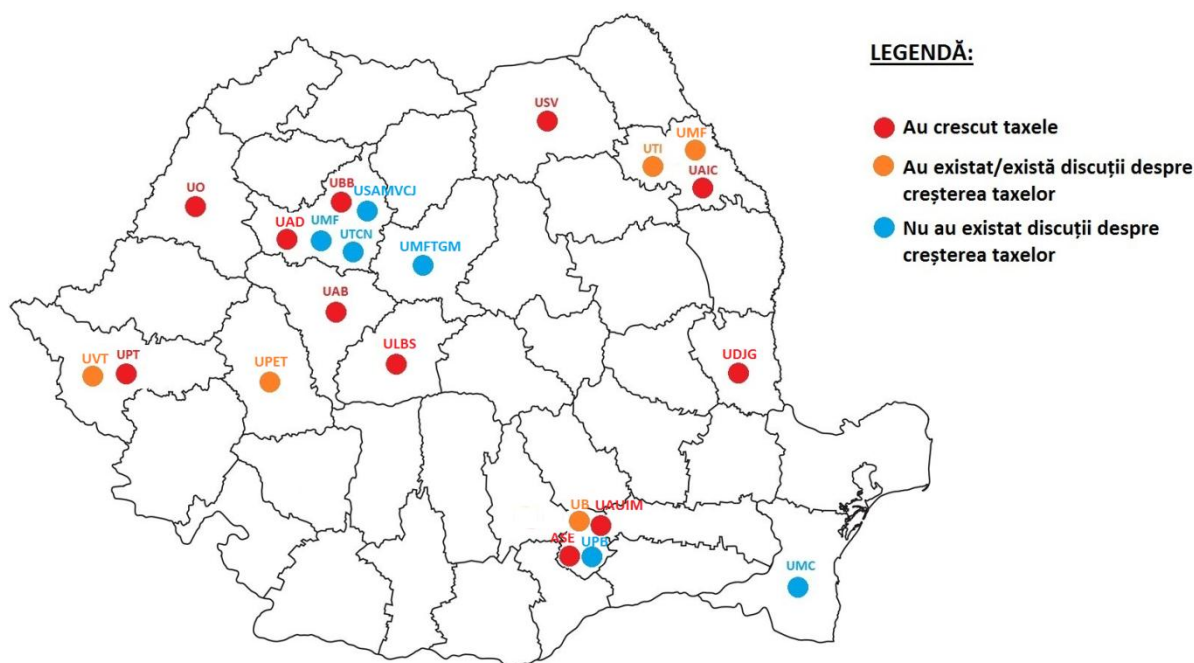 LEGENDĂ:
Au crescut taxele
Au existat/există discuții despre
creșterea taxelor
Nu au existat discuții despre
creșterea taxelor
USV
UMF
UTI
UAIC
UO
UBB
USAMVCJ
UAD
UMF
UTCN
UMFTGM
UAB
ULBS
UVT
UPT
UPET
UDJG
UB
UAUIM
ASE
UPB
UMC